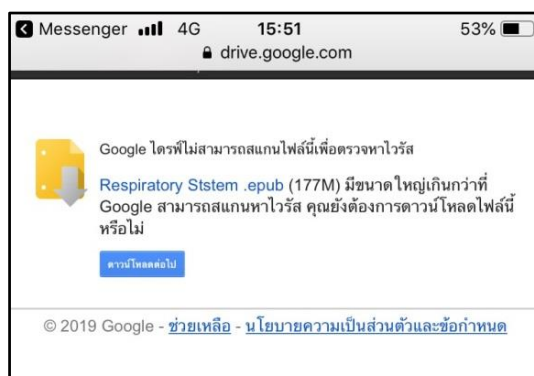 Messenger 4G 15:51 53%
drive.google.com
Google ไดรฟ์ไม่สามารถสแกนไฟล์นี้เพื่อตรวจหาไวรัส
Respiratory Ststem .epub (177M) มีขนาดใหญ่เกินกว่าที่
Google สามารถสแกนหาไวรัส คุณยังต้องการดาวน์โหลดไฟล์นี้
หรือไม่
ดาวน์โหลดต่อไป
© 2019 Google - ช่วยเหลือ - นโยบายความเป็นส่วนตัวและข้อกำหนด